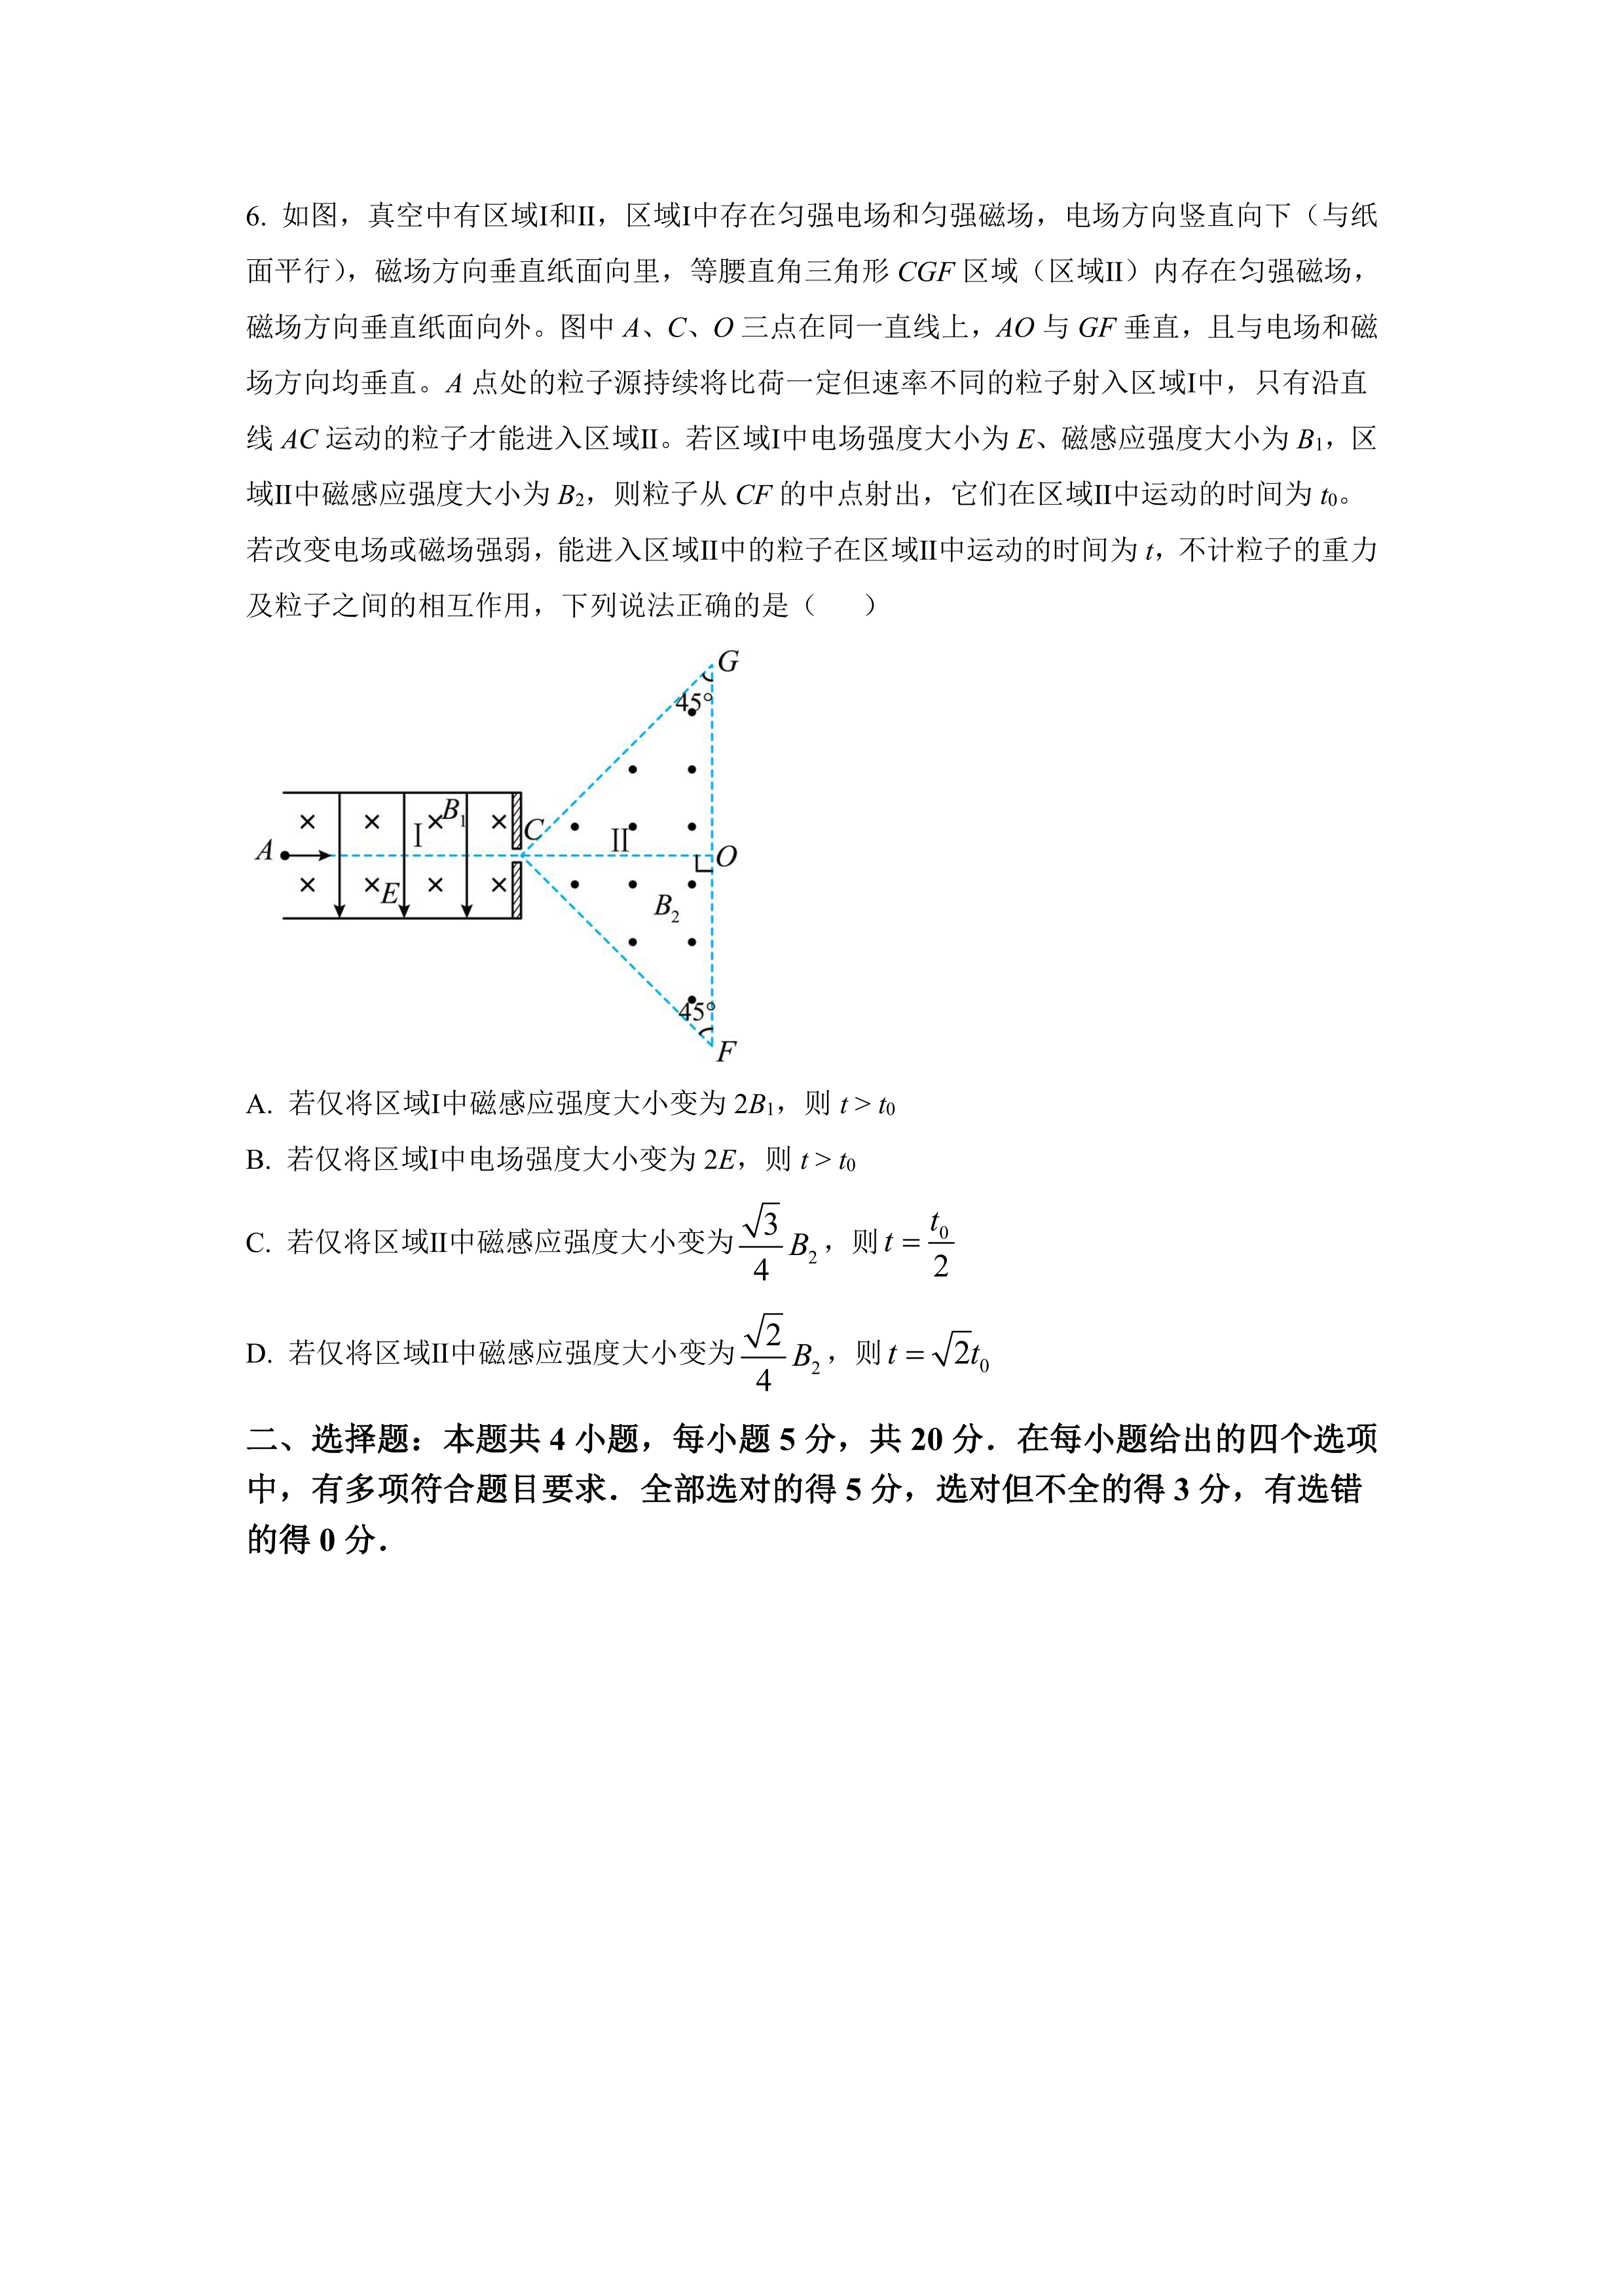 6. 如图，真空中有区域Ⅰ和Ⅱ，区域Ⅰ中存在匀强电场和匀强磁场，电场方向竖直向下（与纸
面平行），磁场方向垂直纸面向里，等腰直角三角形 CGF 区域（区域Ⅱ）内存在匀强磁场，
磁场方向垂直纸面向外。图中 A、C、O 三点在同一直线上，AO 与 GF 垂直，且与电场和磁
场方向均垂直。A 点处的粒子源持续将比荷一定但速率不同的粒子射入区域Ⅰ中，只有沿直
线 AC 运动的粒子才能进入区域Ⅱ。若区域Ⅰ中电场强度大小为 E、磁感应强度大小为 B₁，区
域Ⅱ中磁感应强度大小为 B₂，则粒子从 CF 的中点射出，它们在区域Ⅱ中运动的时间为 t₀。
若改变电场或磁场强弱，能进入区域Ⅱ中的粒子在区域Ⅱ中运动的时间为 t，不计粒子的重力
及粒子之间的相互作用，下列说法正确的是（ ）
G
45°
B₁
C
Ⅰ
Ⅱ
A
O
E
B₂
45°
F
A. 若仅将区域Ⅰ中磁感应强度大小变为 2B₁，则 t > t₀
B. 若仅将区域Ⅰ中电场强度大小变为 2E，则 t > t₀
C. 若仅将区域Ⅱ中磁感应强度大小变为 √3/4 B₂，则 t = t₀/2
D. 若仅将区域Ⅱ中磁感应强度大小变为 √2/4 B₂，则 t = √2t₀
二、选择题：本题共 4 小题，每小题 5 分，共 20 分．在每小题给出的四个选项
中，有多项符合题目要求．全部选对的得 5 分，选对但不全的得 3 分，有选错
的得 0 分．